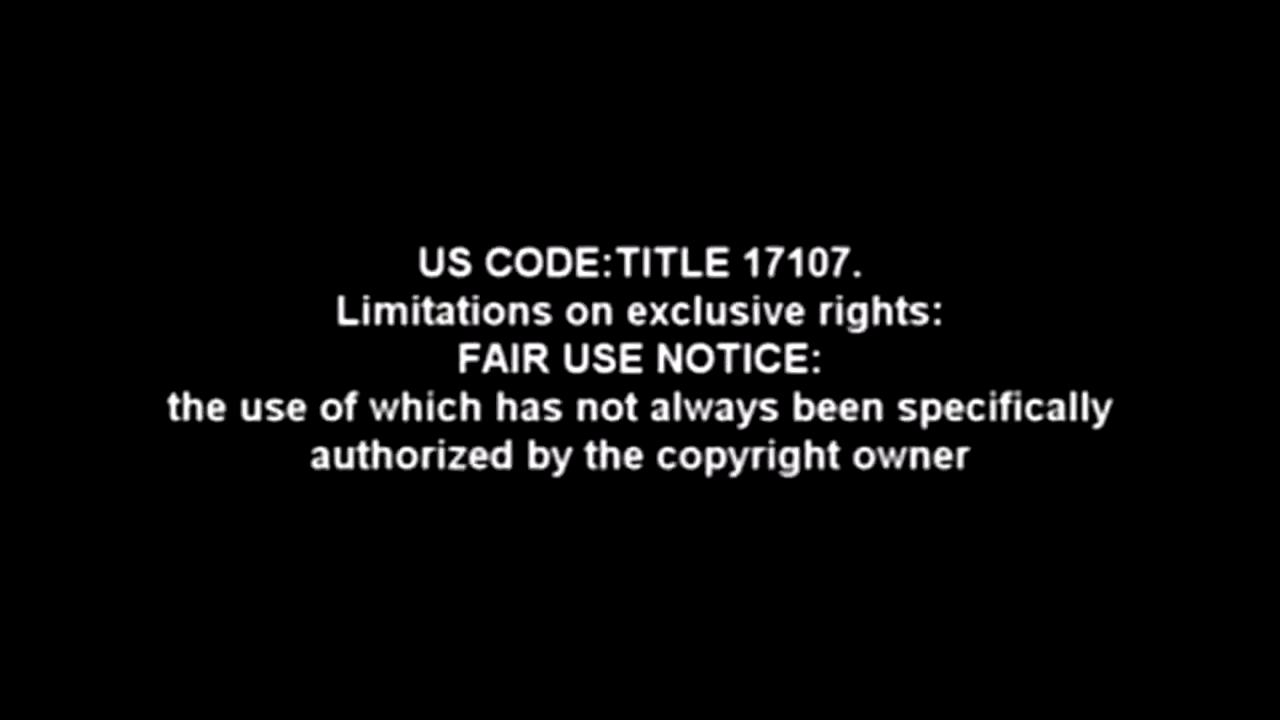 US CODE:TITLE 17107.
Limitations on exclusive rights:
FAIR USE NOTICE:
the use of which has not always been specifically
authorized by the copyright owner